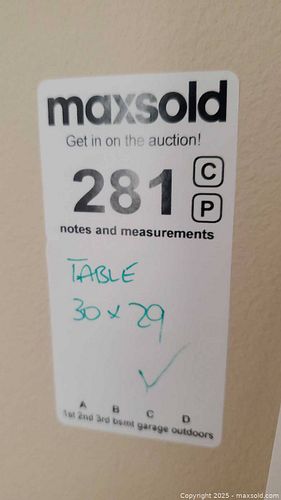 maxsold
Get in on the auction!
281 C
P
notes and measurements
TABLE
30 x 29
A B C D
1st 2nd 3rd bsmt garage outdoors
Copyright 2025 - maxsold.com